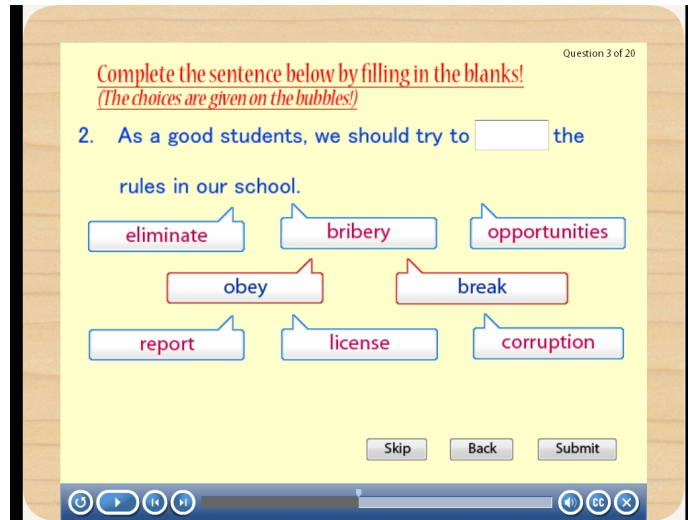 Question 3 of 20
Complete the sentence below by filling in the blanks!
(The choices are given on the bubbles!)
2. As a good students, we should try to the
rules in our school.
eliminate bribery opportunities
obey break
report license corruption
Skip Back Submit
CC